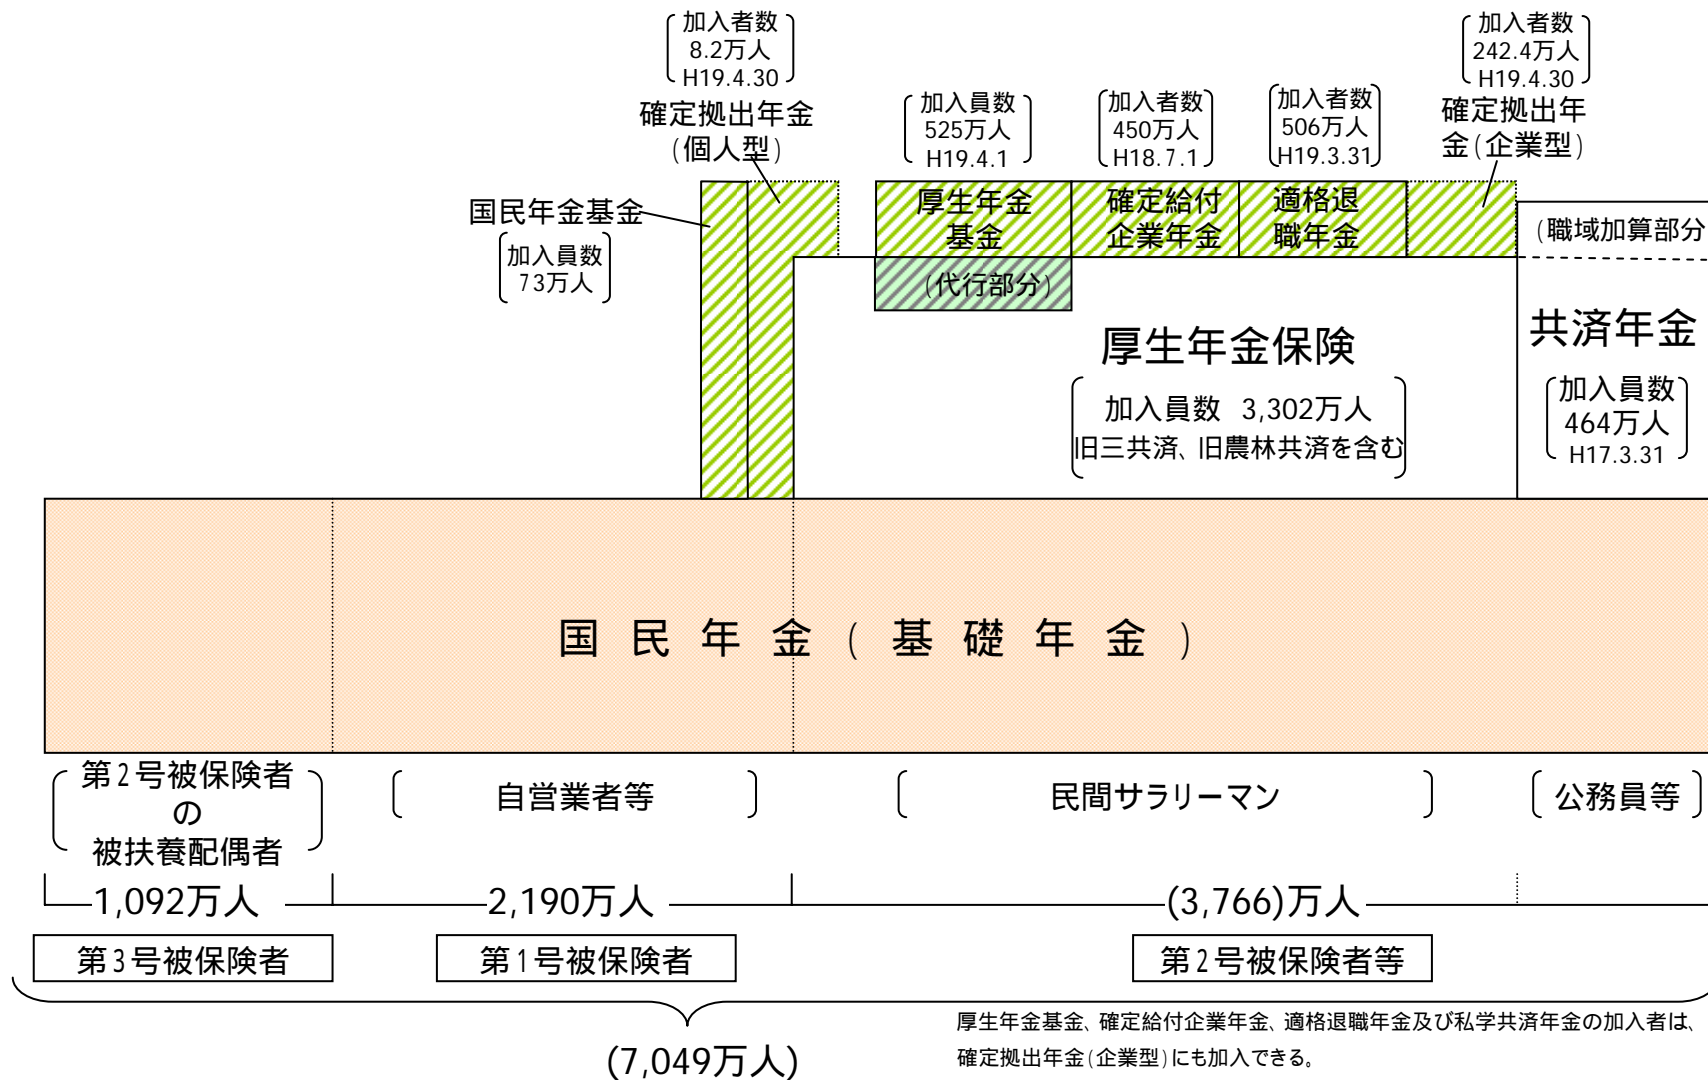 加入者数
8.2万人
H19.4.30
確定拠出年金
(個人型)
国民年金基金
加入員数
73万人
加入員数
525万人
H19.4.1
加入者数
450万人
H18.7.1
加入者数
506万人
H19.3.31
加入者数
242.4万人
H19.4.30
確定拠出年
金(企業型)
厚生年金
基金
確定給付
企業年金
適格退
職年金
(代行部分)
(職域加算部分
厚生年金保険
加入員数 3,302万人
旧三共済、旧農林共済を含む
共済年金
加入員数
464万人
H17.3.31
国民年金(基礎年金)
第2号被保険者
の
被扶養配偶者
自営業者等
民間サラリーマン
公務員等
1,092万人
2,190万人
(3,766)万人
第3号被保険者
第1号被保険者
第2号被保険者等
(7,049万人)
厚生年金基金、確定給付企業年金、適格退職年金及び私学共済年金の加入者は、
確定拠出年金(企業型)にも加入できる。